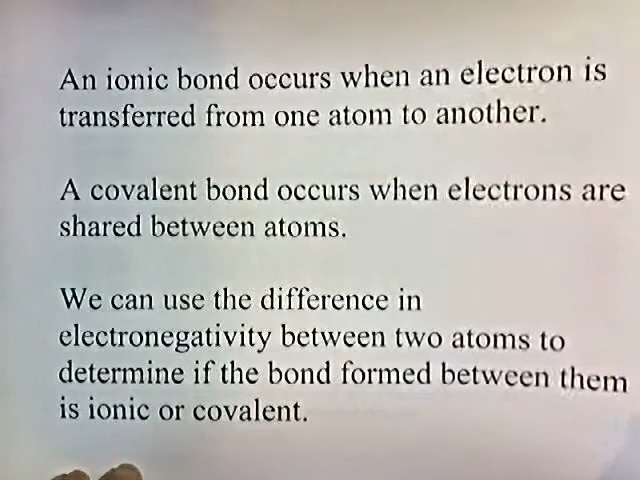 An ionic bond occurs when an electron is
transferred from one atom to another.
A covalent bond occurs when electrons are
shared between atoms.
We can use the difference in
electronegativity between two atoms to
determine if the bond formed between them
is ionic or covalent.